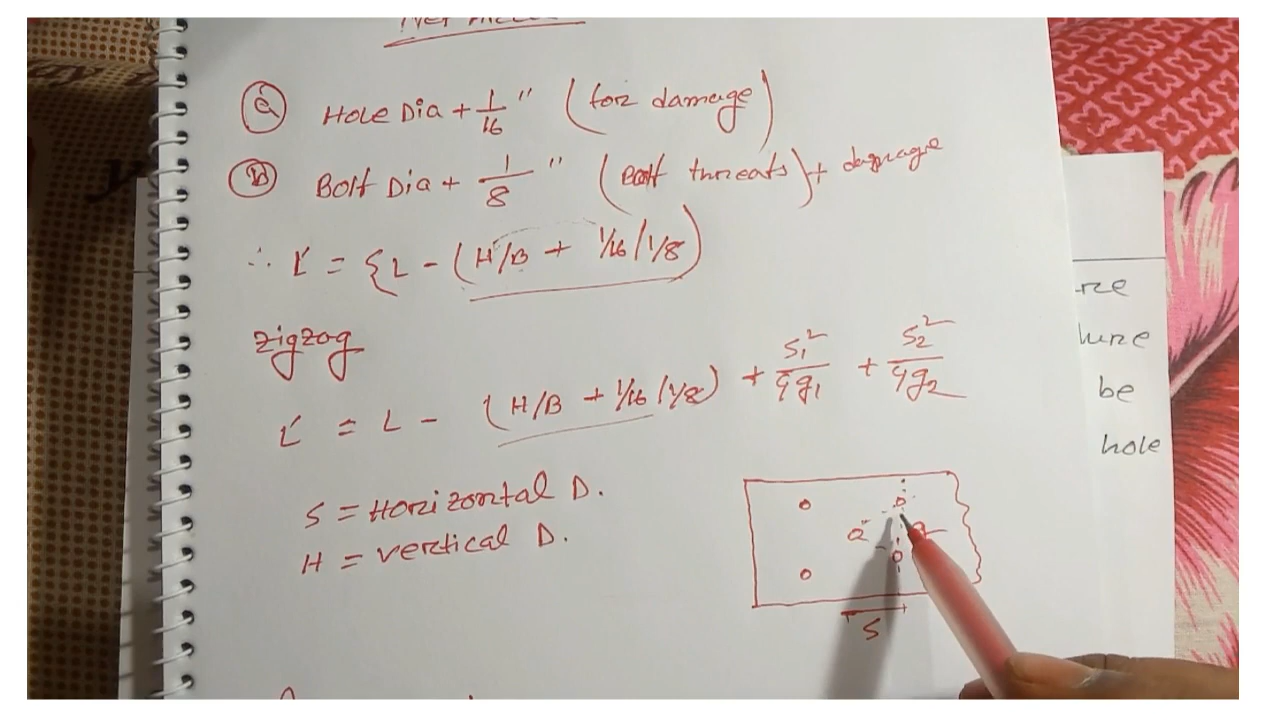 (a) Hole Dia + 1/16" (for damage)
(b) Bolt Dia + 1/8" (bolt threats) + damage
∴ L' = {L - (H/B + 1/16/1/8)
zigzag
L' = L - (H/B + 1/16/1/8) + S₁²/4g₁ + S₂²/4g₂
S = Horizontal D.
H = vertical D.
S
re
lure
be
hole